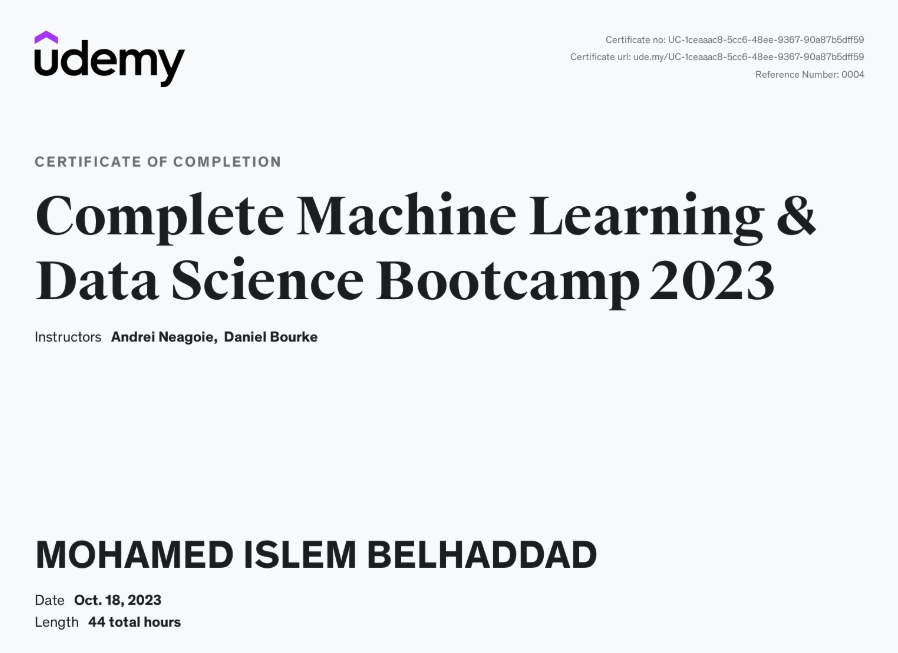 udemy
Certificate no: UC-1ceaaac8-5cc6-48ee-9367-90a87b5dff59
Certificate url: ude.my/UC-1ceaaac8-5cc6-48ee-9367-90a87b5dff59
Reference Number: 0004
CERTIFICATE OF COMPLETION
Complete Machine Learning &
Data Science Bootcamp 2023
Instructors Andrei Neagoie, Daniel Bourke
MOHAMED ISLEM BELHADDAD
Date Oct. 18, 2023
Length 44 total hours